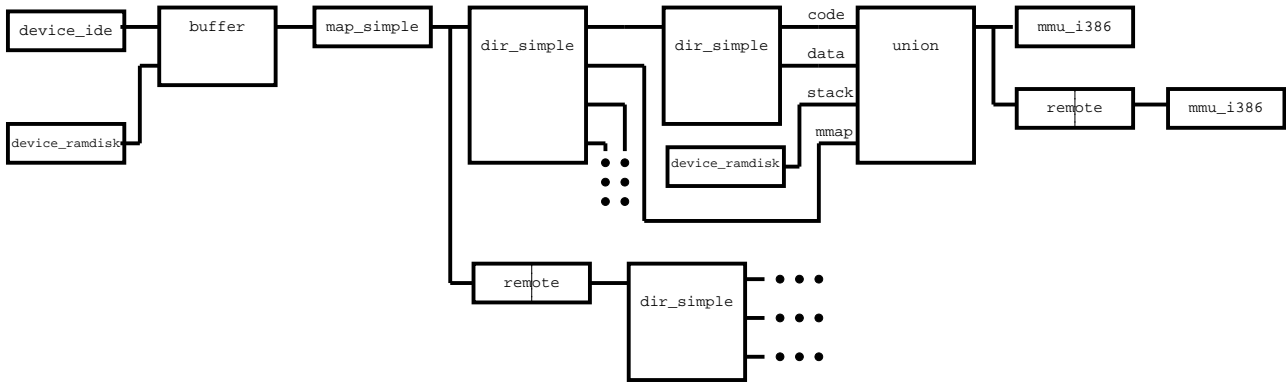 device_ide
buffer
map_simple
dir_simple
dir_simple
code
data
stack
mmap
union
mmu_i386
remote
mmu_i386
device_ramdisk
device_ramdisk
remote
dir_simple